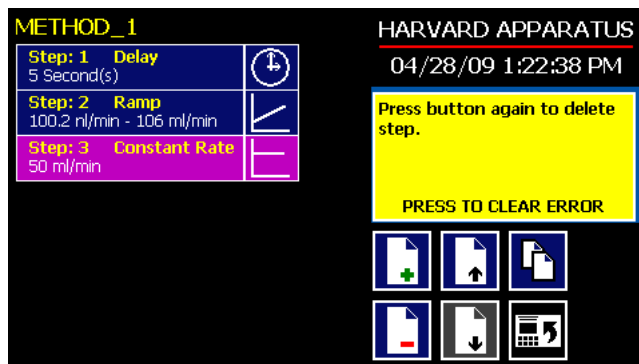 METHOD_1
Step: 1 Delay
5 Second(s)
Step: 2 Ramp
100.2 nl/min - 106 ml/min
Step: 3 Constant Rate
50 ml/min
HARVARD APPARATUS
04/28/09 1:22:38 PM
Press button again to delete
step.
PRESS TO CLEAR ERROR